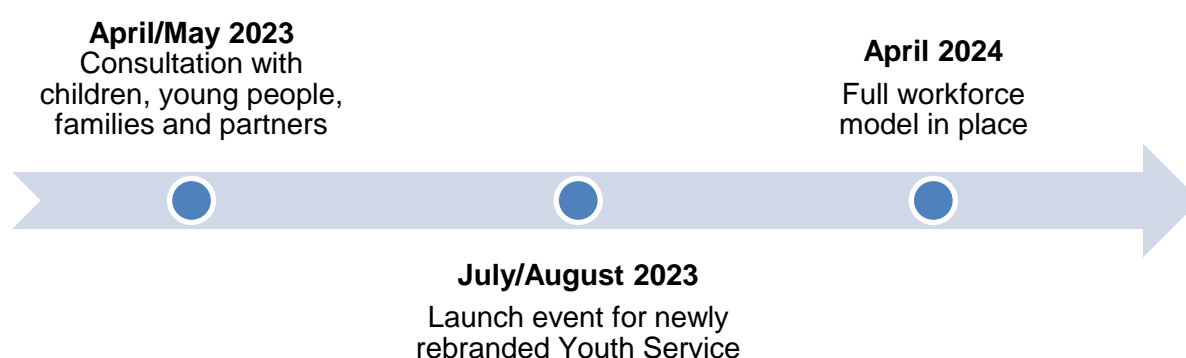 April/May 2023
Consultation with
children, young people,
families and partners
July/August 2023
Launch event for newly
rebranded Youth Service
April 2024
Full workforce
model in place